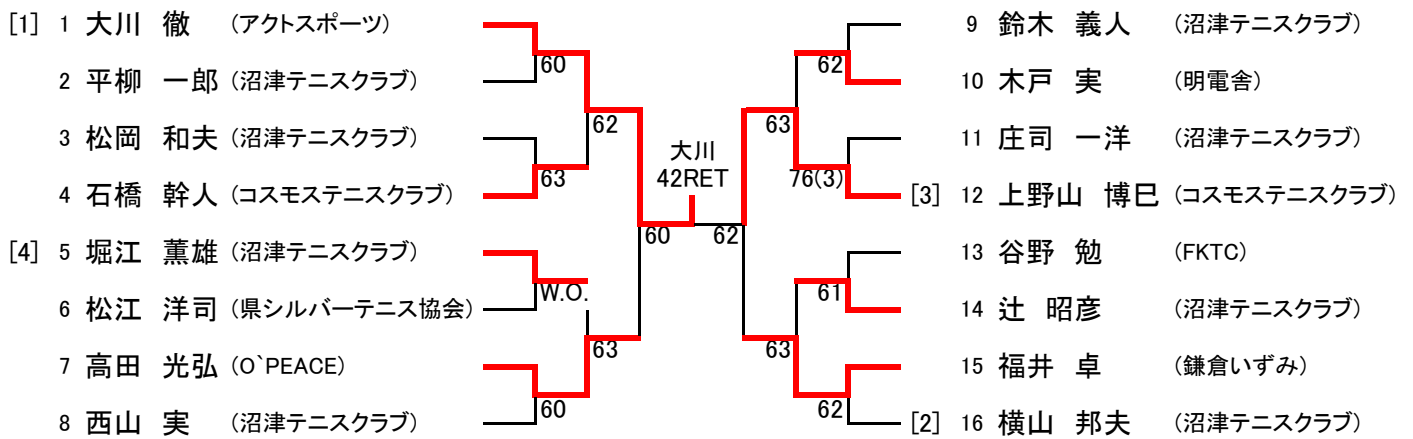 [1] 1 大川 徹 (アクトスポーツ)
60
2 平柳 一郎 (沼津テニスクラブ)
62
3 松岡 和夫 (沼津テニスクラブ)
63
4 石橋 幹人 (コスモステニスクラブ)
60
[4] 5 堀江 薫雄 (沼津テニスクラブ)
W.O.
6 松江 洋司 (県シルバーテニス協会)
63
7 高田 光弘 (O`PEACE)
60
8 西山 実 (沼津テニスクラブ)
大川
42RET
9 鈴木 義人 (沼津テニスクラブ)
62
10 木戸 実 (明電舎)
63
11 庄司 一洋 (沼津テニスクラブ)
76(3)
[3] 12 上野山 博巳 (コスモステニスクラブ)
62
13 谷野 勉 (FKTC)
61
14 辻 昭彦 (沼津テニスクラブ)
63
15 福井 卓 (鎌倉いずみ)
62
[2] 16 横山 邦夫 (沼津テニスクラブ)